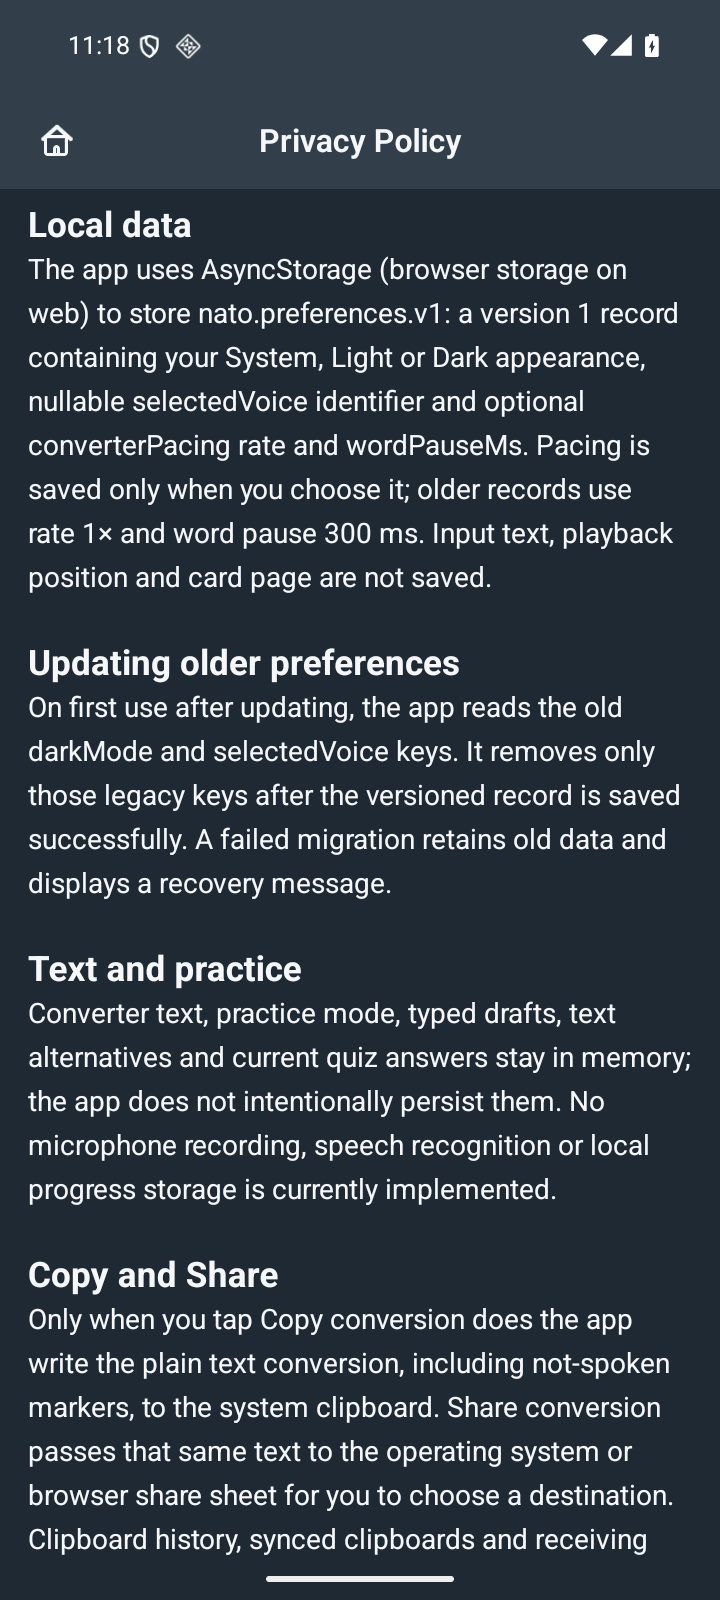 11:18
Privacy Policy
Local data
The app uses AsyncStorage (browser storage on
web) to store nato.preferences.v1: a version 1 record
containing your System, Light or Dark appearance,
nullable selectedVoice identifier and optional
converterPacing rate and wordPauseMs. Pacing is
saved only when you choose it; older records use
rate 1× and word pause 300 ms. Input text, playback
position and card page are not saved.
Updating older preferences
On first use after updating, the app reads the old
darkMode and selectedVoice keys. It removes only
those legacy keys after the versioned record is saved
successfully. A failed migration retains old data and
displays a recovery message.
Text and practice
Converter text, practice mode, typed drafts, text
alternatives and current quiz answers stay in memory;
the app does not intentionally persist them. No
microphone recording, speech recognition or local
progress storage is currently implemented.
Copy and Share
Only when you tap Copy conversion does the app
write the plain text conversion, including not-spoken
markers, to the system clipboard. Share conversion
passes that same text to the operating system or
browser share sheet for you to choose a destination.
Clipboard history, synced clipboards and receiving